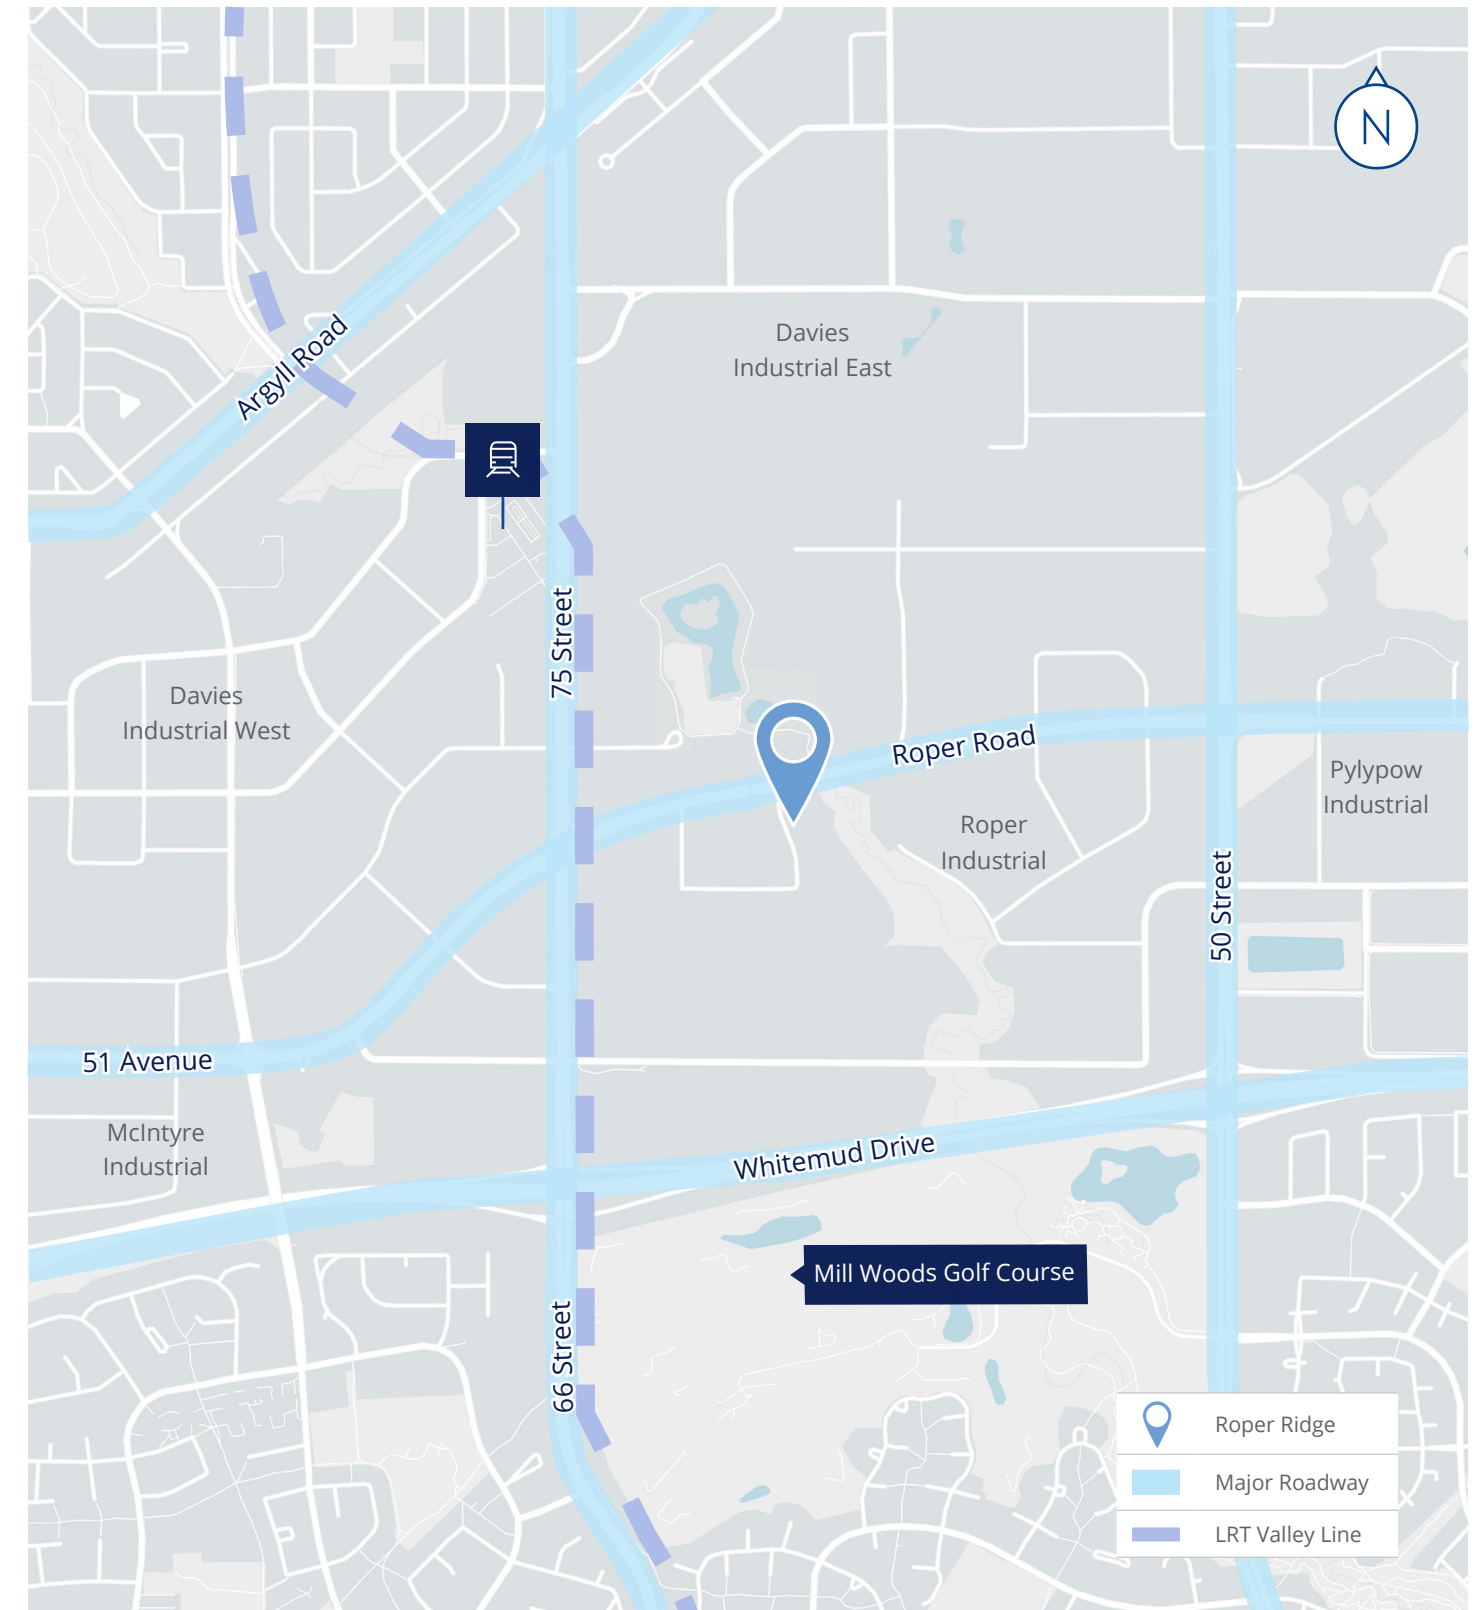 N
Argyll Road
Davies
Industrial East
75 Street
Davies
Industrial West
Roper Road
Pylypow
Industrial
Roper
Industrial
50 Street
51 Avenue
McIntyre
Industrial
Whitemud Drive
Mill Woods Golf Course
66 Street
Roper Ridge
Major Roadway
LRT Valley Line